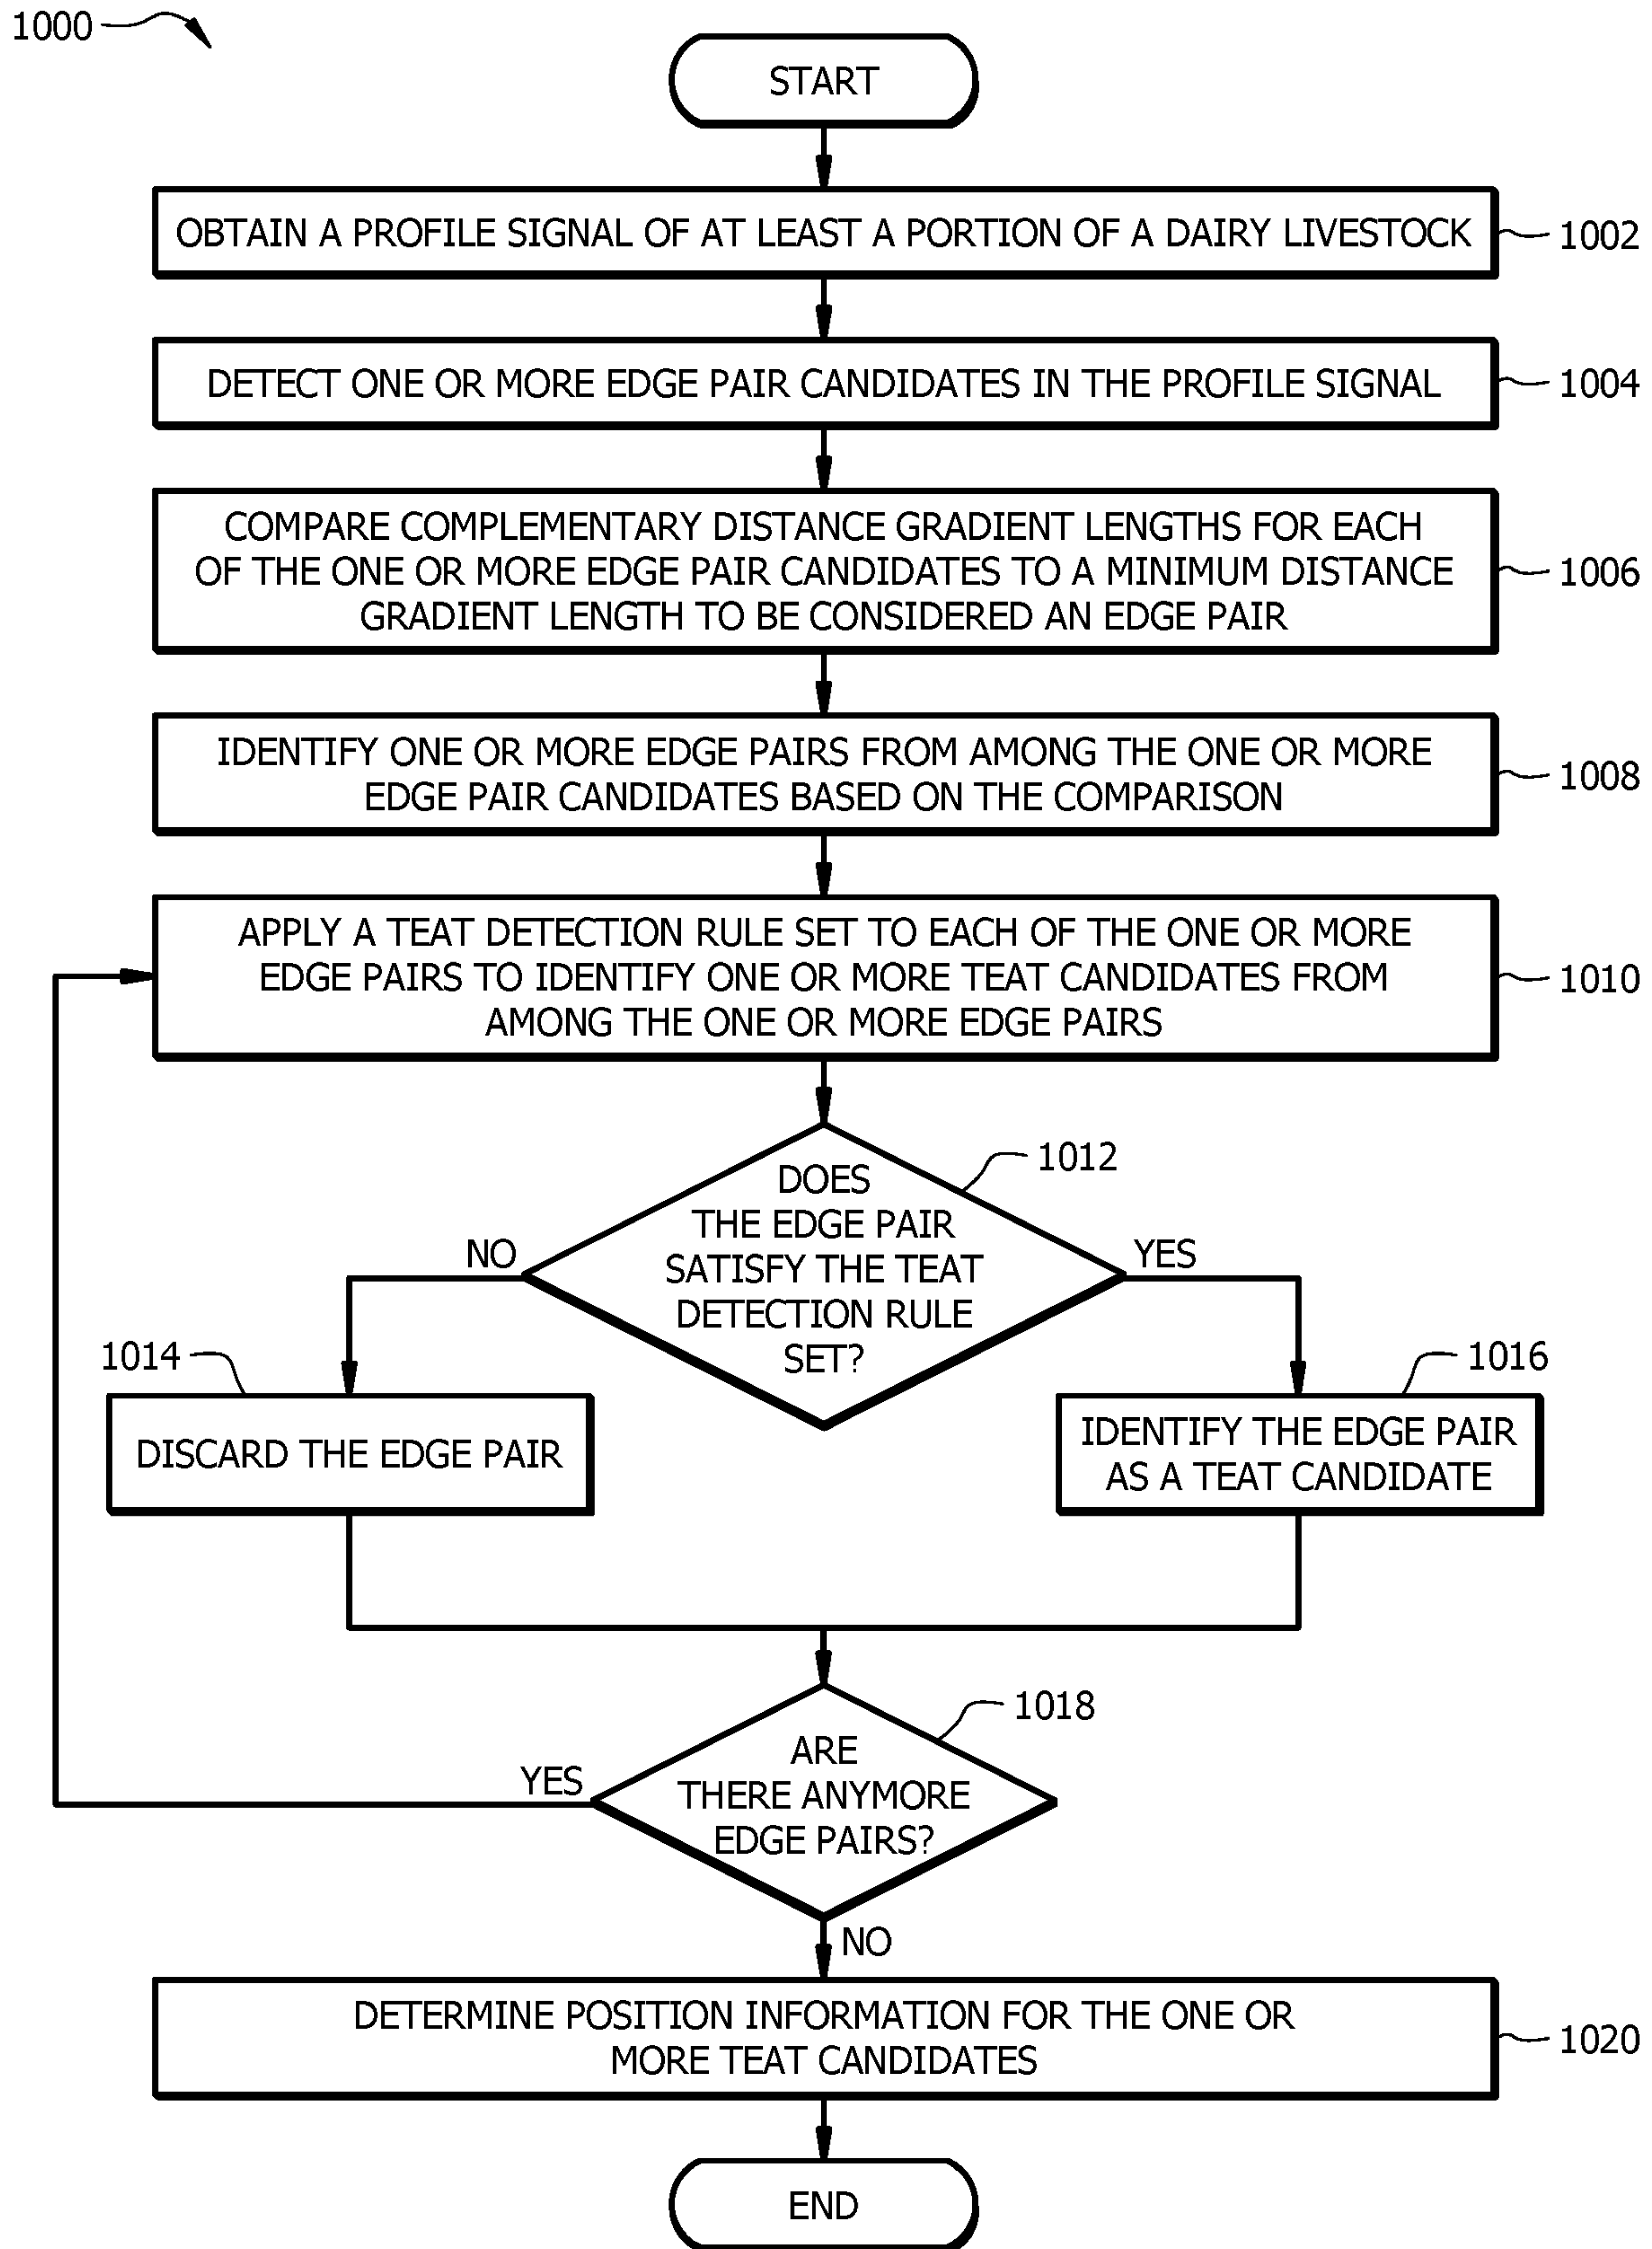 1000
START
OBTAIN A PROFILE SIGNAL OF AT LEAST A PORTION OF A DAIRY LIVESTOCK
1002
DETECT ONE OR MORE EDGE PAIR CANDIDATES IN THE PROFILE SIGNAL
1004
COMPARE COMPLEMENTARY DISTANCE GRADIENT LENGTHS FOR EACH
OF THE ONE OR MORE EDGE PAIR CANDIDATES TO A MINIMUM DISTANCE
GRADIENT LENGTH TO BE CONSIDERED AN EDGE PAIR
1006
IDENTIFY ONE OR MORE EDGE PAIRS FROM AMONG THE ONE OR MORE
EDGE PAIR CANDIDATES BASED ON THE COMPARISON
1008
APPLY A TEAT DETECTION RULE SET TO EACH OF THE ONE OR MORE
EDGE PAIRS TO IDENTIFY ONE OR MORE TEAT CANDIDATES FROM
AMONG THE ONE OR MORE EDGE PAIRS
1010
DOES
THE EDGE PAIR
SATISFY THE TEAT
DETECTION RULE
SET?
1012
NO
YES
1014
DISCARD THE EDGE PAIR
1016
IDENTIFY THE EDGE PAIR
AS A TEAT CANDIDATE
ARE
THERE ANYMORE
EDGE PAIRS?
1018
YES
NO
DETERMINE POSITION INFORMATION FOR THE ONE OR
MORE TEAT CANDIDATES
1020
END